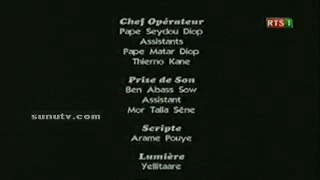 Chef Opérateur
RTS1
Pape Seydou Diop
Assistants
Pape Matar Diop
Thierno Kane
Prise de Son
Ben Abass Sow
sunutv.com
Assistant
Mor Talla Sène
Scripte
Arame Pouye
Lumière
Yellitaare